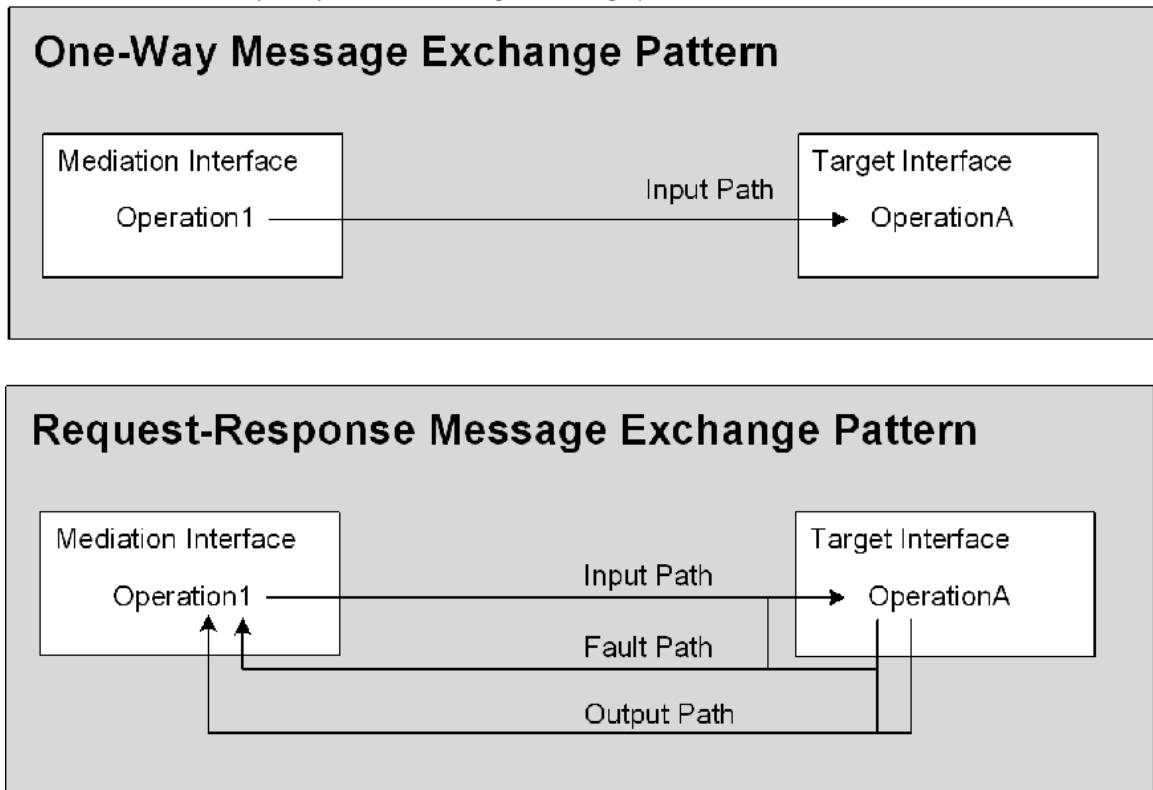 One-Way Message Exchange Pattern
Mediation Interface
Operation1
Input Path
Target Interface
OperationA
Request-Response Message Exchange Pattern
Mediation Interface
Operation1
Input Path
Fault Path
Output Path
Target Interface
OperationA